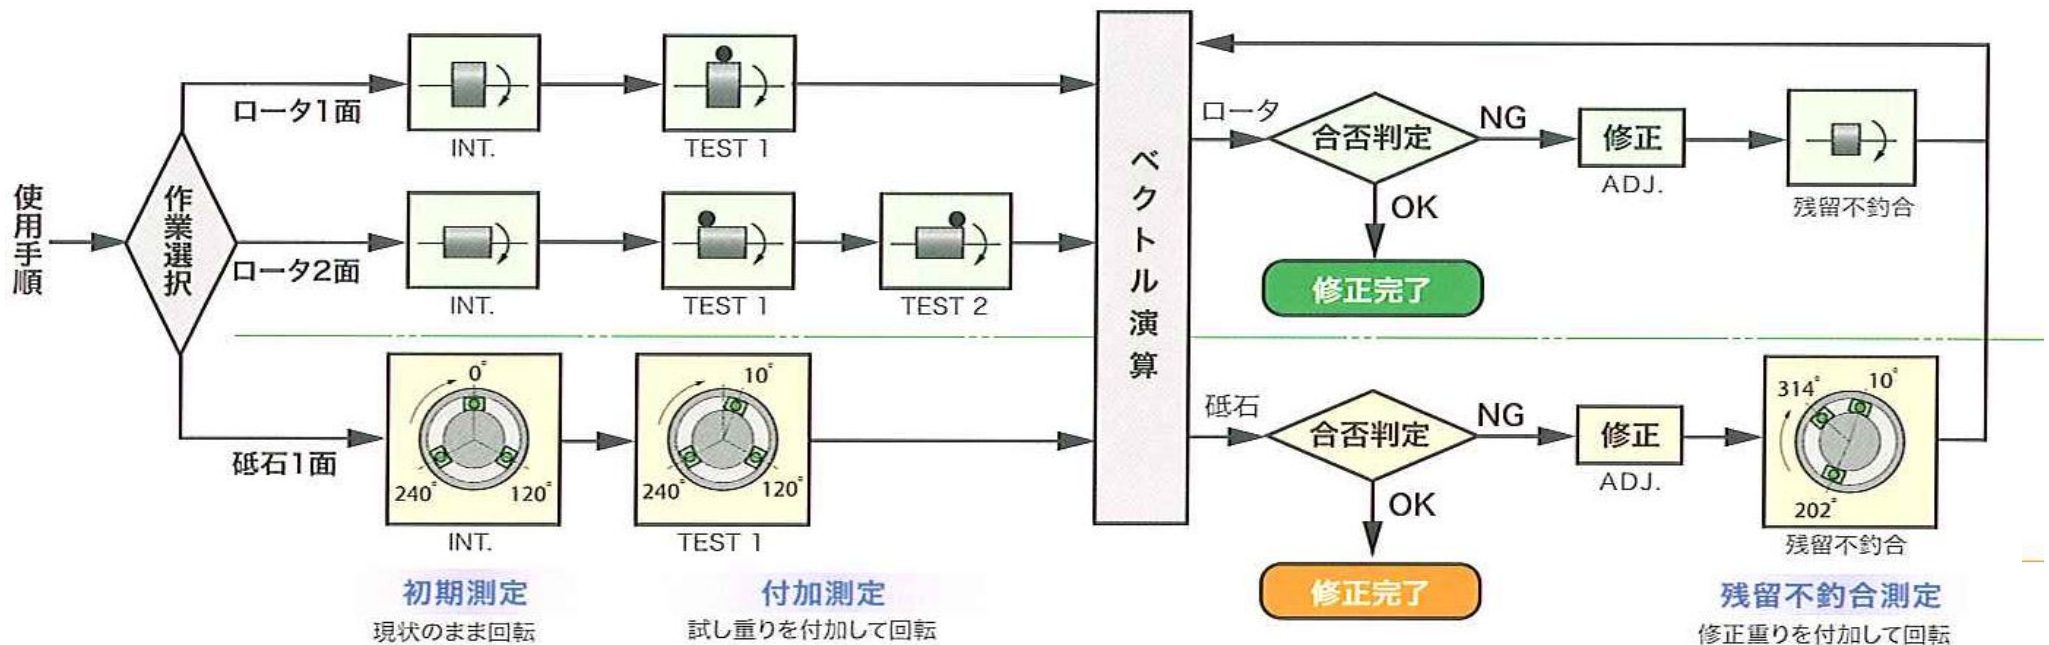 使用手順
作業選択
ロータ1面
INT.
TEST 1
ロータ2面
INT.
TEST 1
TEST 2
砥石1面
0°
240°
120°
INT.
10°
240°
120°
TEST 1
ベクトル演算
ロータ
合否判定
NG
修正
ADJ.
残留不釣合
OK
修正完了
砥石
合否判定
NG
修正
ADJ.
314°
10°
202°
残留不釣合
OK
修正完了
初期測定
現状のまま回転
付加測定
試し重りを付加して回転
残留不釣合測定
修正重りを付加して回転